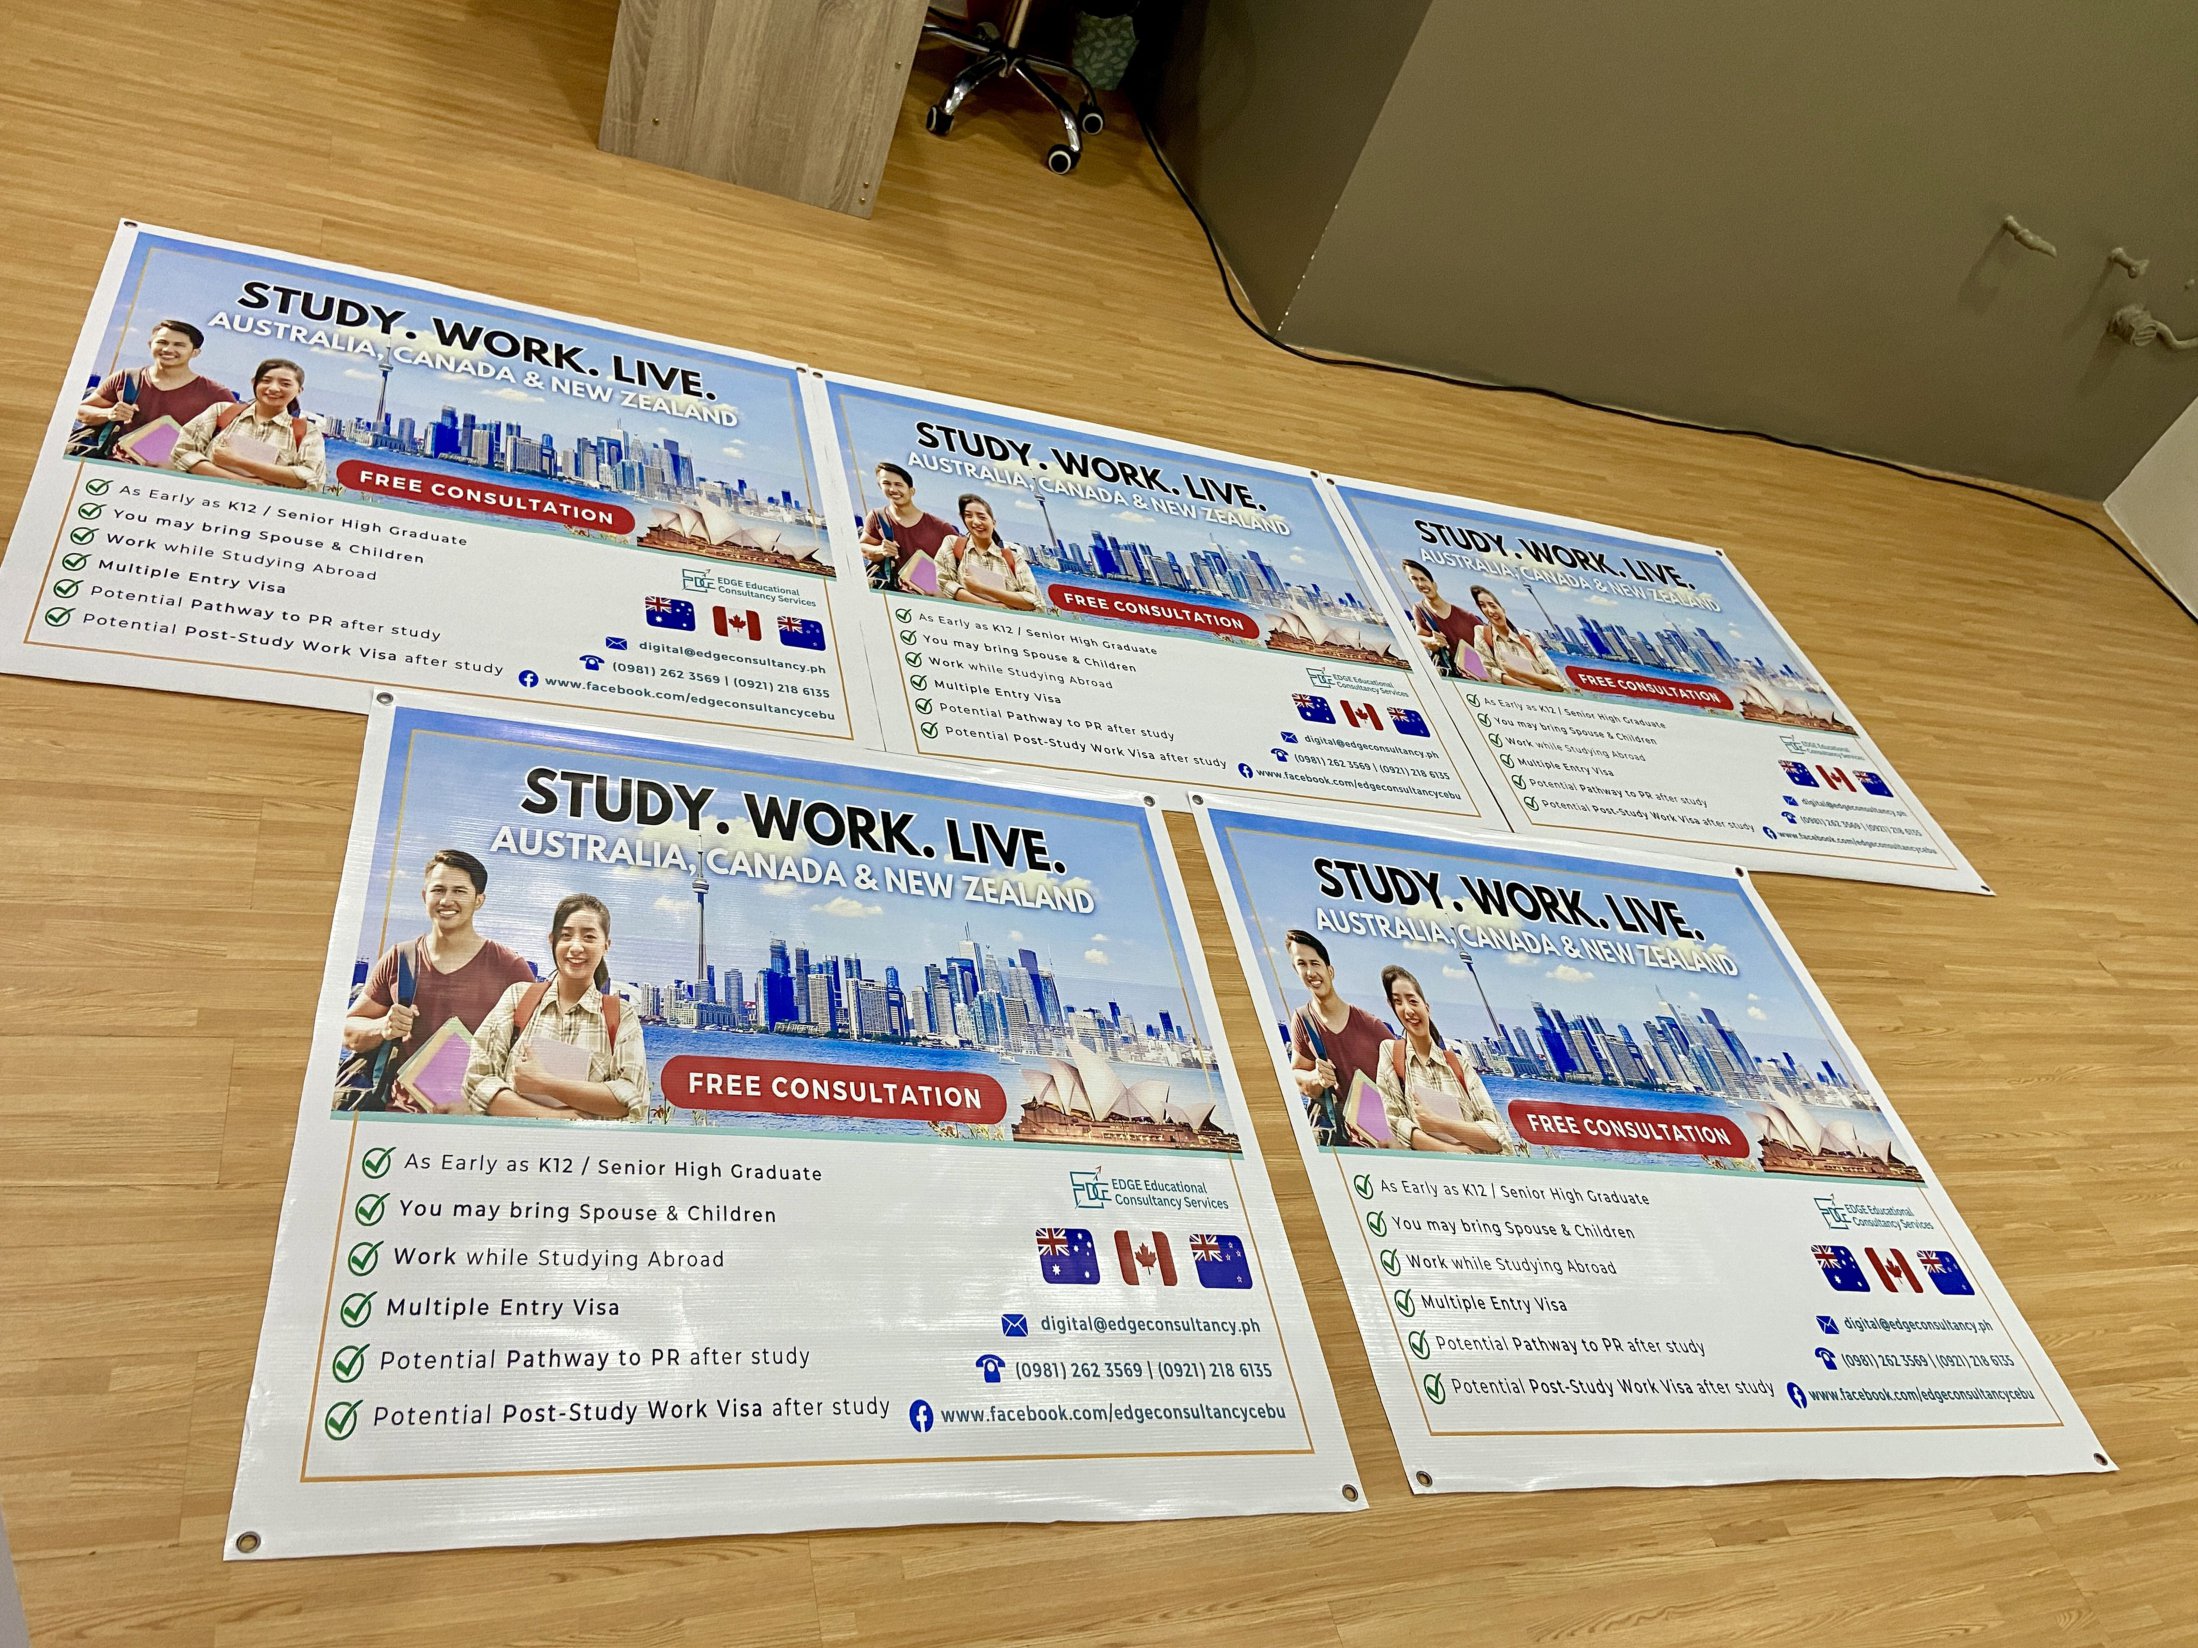 STUDY. WORK. LIVE.
AUSTRALIA, CANADA & NEW ZEALAND
FREE CONSULTATION
As Early as K12 / Senior High Graduate
You may bring Spouse & Children
Work while Studying Abroad
Multiple Entry Visa
Potential Pathway to PR after study
Potential Post-Study Work Visa after study
EDGE EDGE Educational
Consultancy Services
digital@edgeconsultancy.ph
(0981) 262 3569 | (0921) 218 6135
www.facebook.com/edgeconsultancycebu
STUDY. WORK. LIVE.
AUSTRALIA, CANADA & NEW ZEALAND
FREE CONSULTATION
As Early as K12 / Senior High Graduate
You may bring Spouse & Children
Work while Studying Abroad
Multiple Entry Visa
Potential Pathway to PR after study
Potential Post-Study Work Visa after study
EDGE EDGE Educational
Consultancy Services
digital@edgeconsultancy.ph
(0981) 262 3569 | (0921) 218 6135
www.facebook.com/edgeconsultancycebu
STUDY. WORK. LIVE.
AUSTRALIA, CANADA & NEW ZEALAND
FREE CONSULTATION
As Early as K12 / Senior High Graduate
You may bring Spouse & Children
Work while Studying Abroad
Multiple Entry Visa
Potential Pathway to PR after study
Potential Post-Study Work Visa after study
EDGE EDGE Educational
Consultancy Services
digital@edgeconsultancy.ph
(0981) 262 3569 | (0921) 218 6135
www.facebook.com/edgeconsultancycebu
STUDY. WORK. LIVE.
AUSTRALIA, CANADA & NEW ZEALAND
FREE CONSULTATION
As Early as K12 / Senior High Graduate
You may bring Spouse & Children
Work while Studying Abroad
Multiple Entry Visa
Potential Pathway to PR after study
Potential Post-Study Work Visa after study
EDGE EDGE Educational
Consultancy Services
digital@edgeconsultancy.ph
(0981) 262 3569 | (0921) 218 6135
www.facebook.com/edgeconsultancycebu
STUDY. WORK. LIVE.
AUSTRALIA, CANADA & NEW ZEALAND
FREE CONSULTATION
As Early as K12 / Senior High Graduate
You may bring Spouse & Children
Work while Studying Abroad
Multiple Entry Visa
Potential Pathway to PR after study
Potential Post-Study Work Visa after study
EDGE EDGE Educational
Consultancy Services
digital@edgeconsultancy.ph
(0981) 262 3569 | (0921) 218 6135
www.facebook.com/edgeconsultancycebu